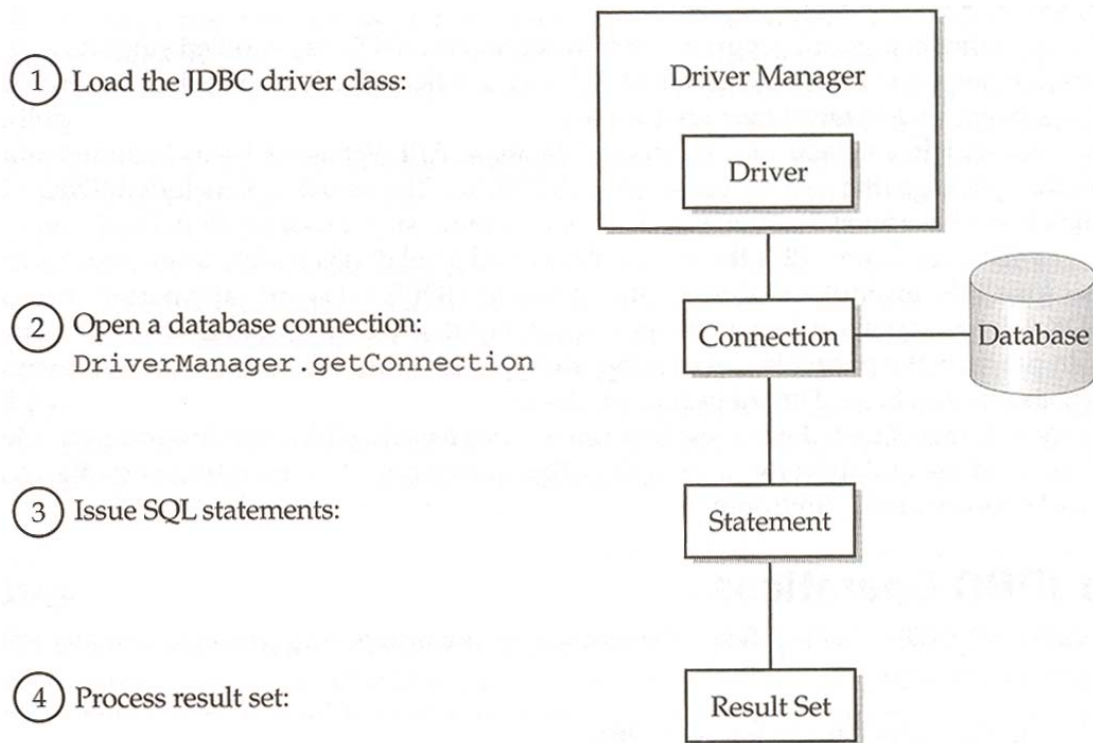 1 Load the JDBC driver class:
Driver Manager
Driver
2 Open a database connection:
DriverManager.getConnection
Connection
Database
3 Issue SQL statements:
Statement
4 Process result set:
Result Set